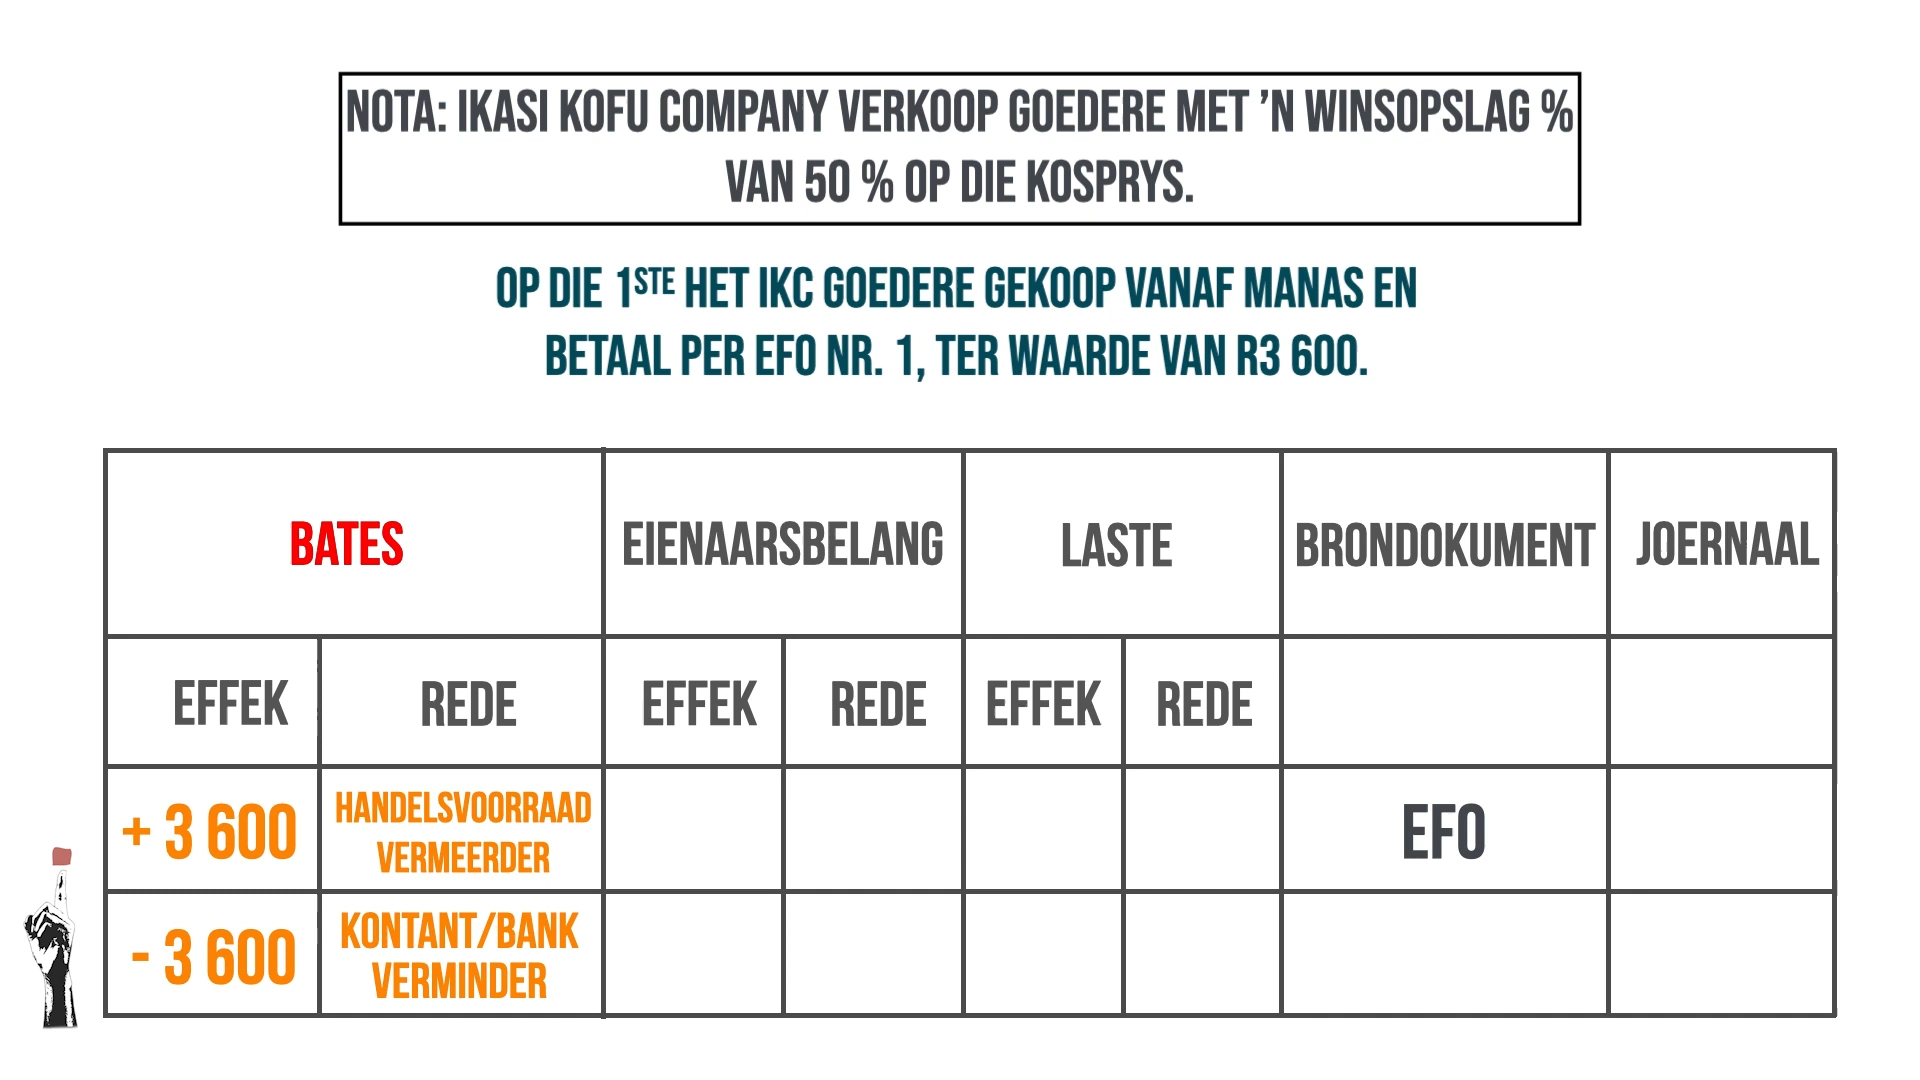 NOTA: IKASI KOFU COMPANY VERKOOP GOEDERE MET ’N WINSOPSLAG %
VAN 50 % OP DIE KOSPRYS.
OP DIE 1STE HET IKC GOEDERE GEKOOP VANAF MANAS EN
BETAAL PER EFO NR. 1, TER WAARDE VAN R3 600.
BATES EIENAARSBELANG LASTE BRONDOKUMENT JOERNAAL
EFFEK REDE EFFEK REDE EFFEK REDE
+ 3 600 HANDELSVOORRAAD
VERMEERDER
EFO
- 3 600 KONTANT/BANK
VERMINDER